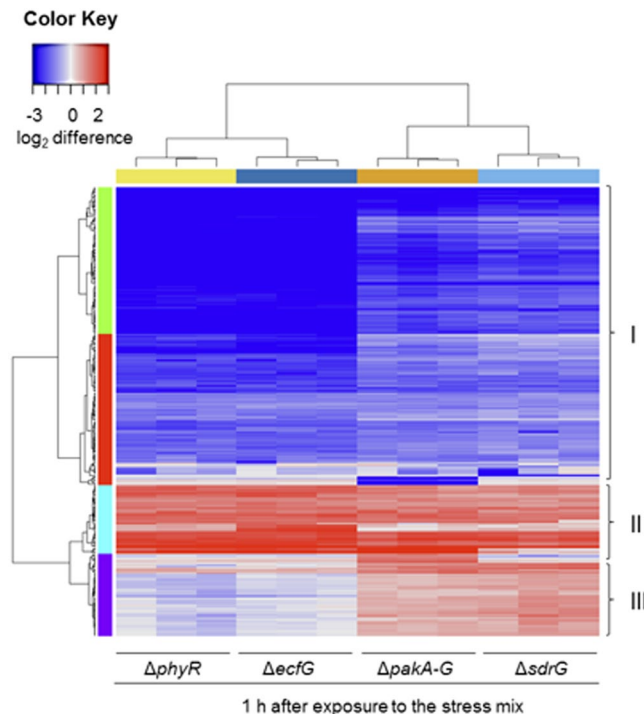 Color Key
-3 0 2
log₂ difference
I
II
III
ΔphyR ΔecfG ΔpakA-G ΔsdrG
1 h after exposure to the stress mix